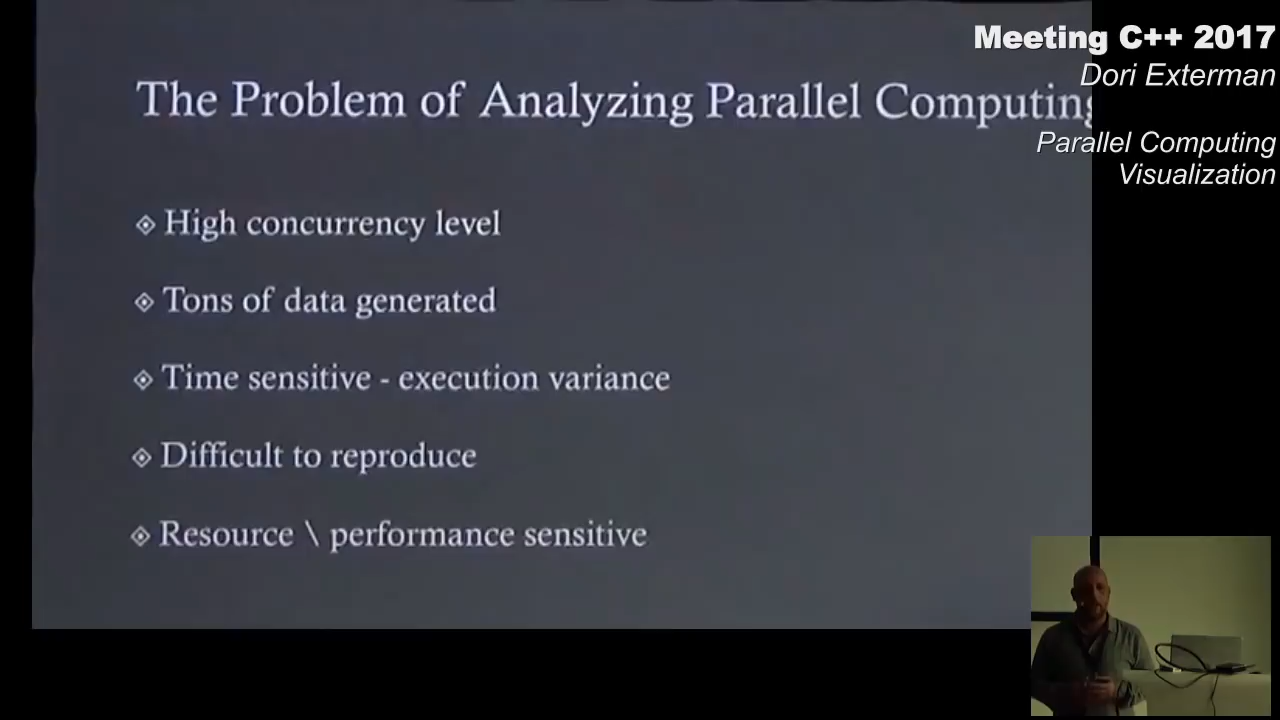 The Problem of Analyzing Parallel Computing
High concurrency level
Tons of data generated
Time sensitive - execution variance
Difficult to reproduce
Resource \ performance sensitive
Meeting C++ 2017
Dori Exterman
Parallel Computing
Visualization